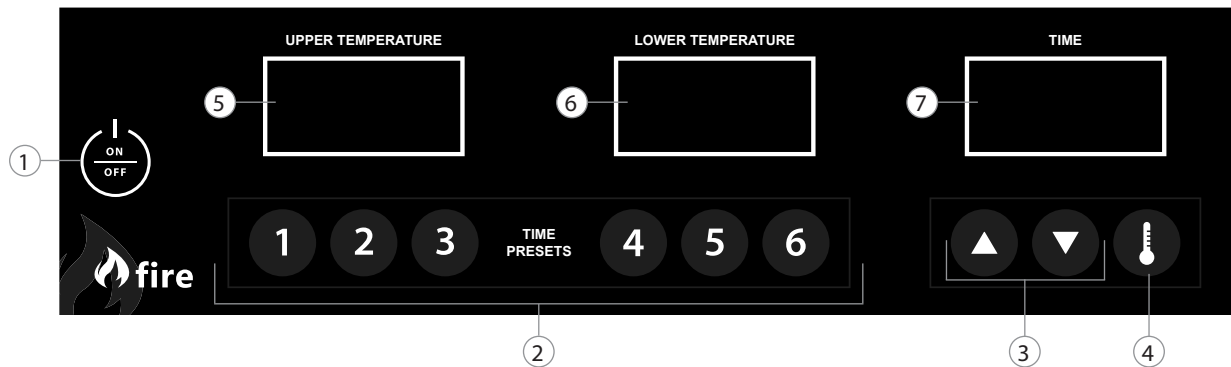 UPPER TEMPERATURE
LOWER TEMPERATURE
TIME
5
6
7
1
ON
OFF
1 2 3
TIME
PRESETS
4 5 6
fire
2
3
4